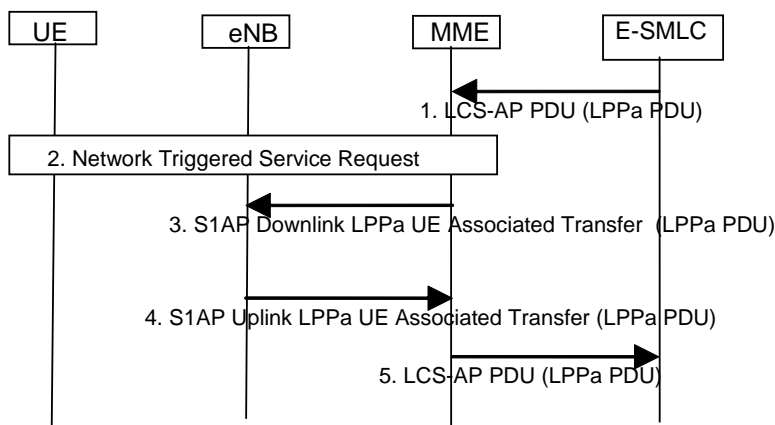 UE
eNB
MME
E-SMLC
1. LCS-AP PDU (LPPa PDU)
2. Network Triggered Service Request
3. S1AP Downlink LPPa UE Associated Transfer (LPPa PDU)
4. S1AP Uplink LPPa UE Associated Transfer (LPPa PDU)
5. LCS-AP PDU (LPPa PDU)